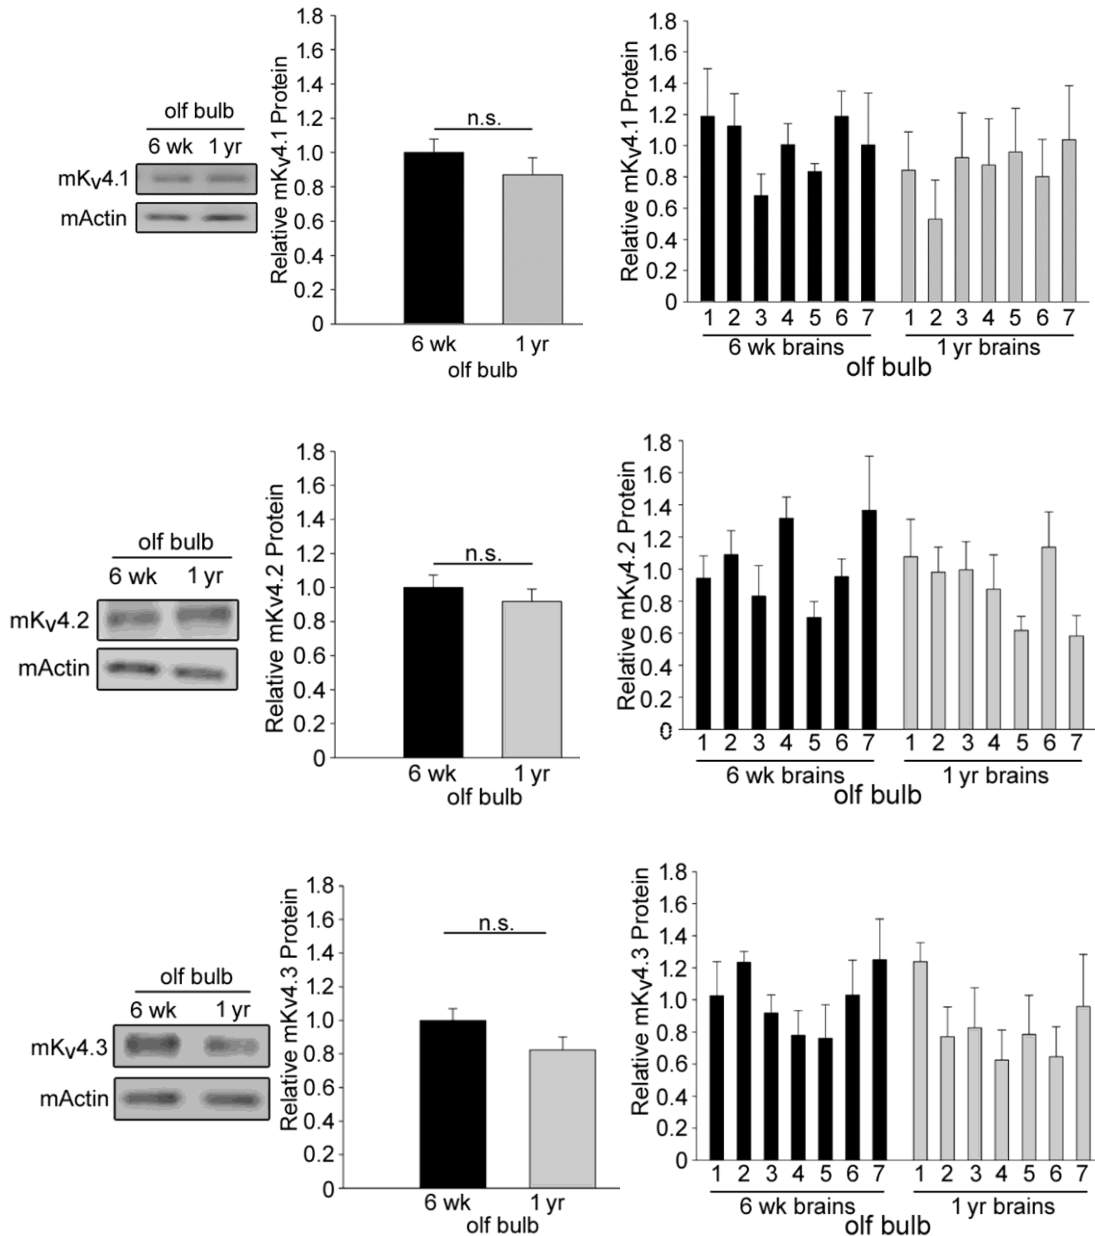 olf bulb
6 wk 1 yr
mKv4.1
mActin
Relative mKv4.1 Protein
1.8
1.6
1.4
1.2
1.0
0.8
0.6
0.4
0.2
0
n.s.
6 wk 1 yr
olf bulb
Relative mKv4.1 Protein
1.8
1.6
1.4
1.2
1.0
0.8
0.6
0.4
0.2
0
1 2 3 4 5 6 7 1 2 3 4 5 6 7
6 wk brains 1 yr brains
olf bulb
olf bulb
6 wk 1 yr
mKv4.2
mActin
Relative mKv4.2 Protein
1.8
1.6
1.4
1.2
1.0
0.8
0.6
0.4
0.2
0
n.s.
6 wk 1 yr
olf bulb
Relative mKv4.2 Protein
1.8
1.6
1.4
1.2
1.0
0.8
0.6
0.4
0.2
0
1 2 3 4 5 6 7 1 2 3 4 5 6 7
6 wk brains 1 yr brains
olf bulb
olf bulb
6 wk 1 yr
mKv4.3
mActin
Relative mKv4.3 Protein
1.8
1.6
1.4
1.2
1.0
0.8
0.6
0.4
0.2
0
n.s.
6 wk 1 yr
olf bulb
Relative mKv4.3 Protein
1.8
1.6
1.4
1.2
1.0
0.8
0.6
0.4
0.2
0
1 2 3 4 5 6 7 1 2 3 4 5 6 7
6 wk brains 1 yr brains
olf bulb